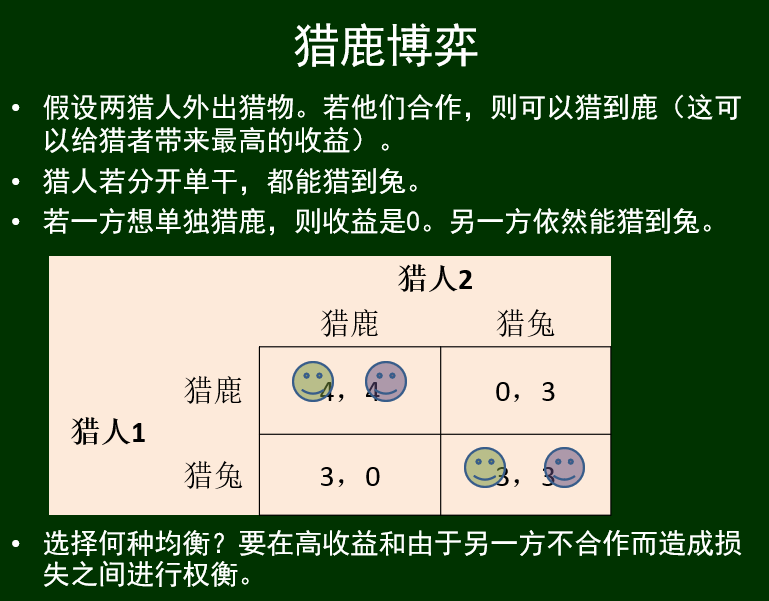 猎鹿博弈
• 假设两猎人外出猎物。若他们合作，则可以猎到鹿（这可
以给猎者带来最高的收益）。
• 猎人若分开单干，都能猎到兔。
• 若一方想单独猎鹿，则收益是0。另一方依然能猎到兔。
猎人2
猎鹿 猎兔
猎鹿 4，4 0，3
猎人1
猎兔 3，0 3，3
• 选择何种均衡？要在高收益和由于另一方不合作而造成损
失之间进行权衡。